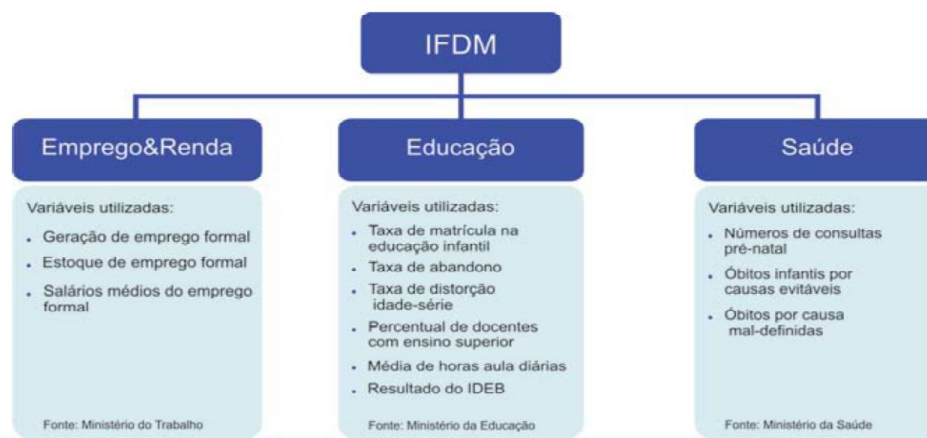 IFDM
Emprego&Renda
Variáveis utilizadas:
• Geração de emprego formal
• Estoque de emprego formal
• Salários médios do emprego
formal
Fonte: Ministério do Trabalho
Educação
Variáveis utilizadas:
• Taxa de matrícula na
educação infantil
• Taxa de abandono
• Taxa de distorção
idade-série
• Percentual de docentes
com ensino superior
• Média de horas aula diárias
• Resultado do IDEB
Fonte: Ministério da Educação
Saúde
Variáveis utilizadas:
• Números de consultas
pré-natal
• Óbitos infantis por
causas evitáveis
• Óbitos por causa
mal-definidas
Fonte: Ministério da Saúde